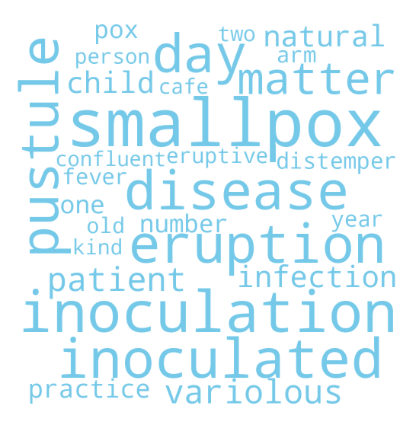 pox
two
natural
person
day
arm
child
cafe
matter
pustule
smallpox
confluent
eruptive
distemper
fever
disease
one
old
number
year
kind
eruption
patient
infection
inoculation
inoculated
practice
variolous